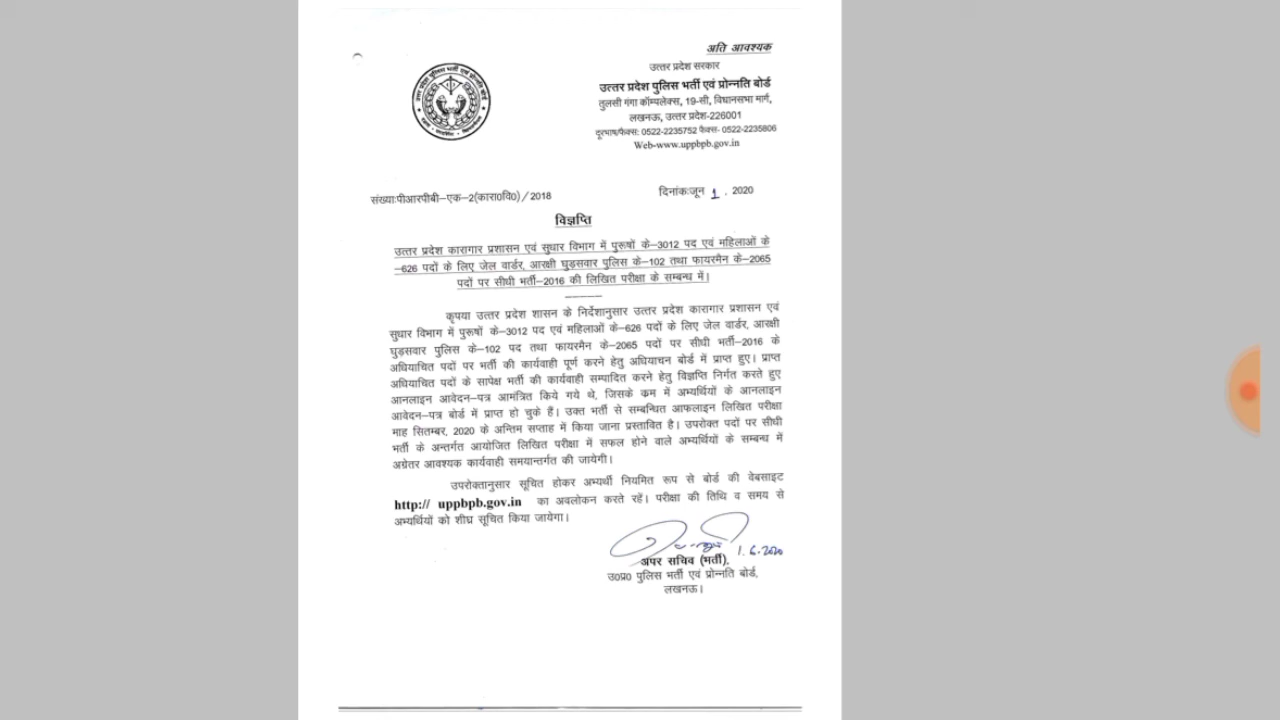 अति आवश्यक
उत्तर प्रदेश सरकार
उत्तर प्रदेश पुलिस भर्ती एवं प्रोन्नति बोर्ड
तुलसी गंगा कॉम्पलेक्स, 19-सी, विधानसभा मार्ग,
लखनऊ, उत्तर प्रदेश-226001
दूरभाष/फैक्स: 0522-2235752 फैक्स- 0522-2235806
Web-www.uppbpb.gov.in
संख्याःपीआरपीबी–एक–2(कारा0वि0)/2018
दिनांकःजून 1 . 2020
विज्ञप्ति
उत्तर प्रदेश कारागार प्रशासन एवं सुधार विभाग में पुरूषों के–3012 पद एवं महिलाओं के
–626 पदों के लिए जेल वार्डर, आरक्षी घुड़सवार पुलिस के–102 तथा फायरमैन के–2065
पदों पर सीधी भर्ती–2016 की लिखित परीक्षा के सम्बन्ध में।
कृपया उत्तर प्रदेश शासन के निर्देशानुसार उत्तर प्रदेश कारागार प्रशासन एवं
सुधार विभाग में पुरूषों के–3012 पद एवं महिलाओं के–626 पदों के लिए जेल वार्डर, आरक्षी
घुड़सवार पुलिस के–102 पद तथा फायरमैन के–2065 पदों पर सीधी भर्ती–2016 के
अधियाचित पदों पर भर्ती की कार्यवाही पूर्ण करने हेतु अधियाचन बोर्ड में प्राप्त हुए। प्राप्त
अधियाचित पदों के सापेक्ष भर्ती की कार्यवाही सम्पादित करने हेतु विज्ञप्ति निर्गत करते हुए
आनलाइन आवेदन–पत्र आमंत्रित किये गये थे, जिसके क्रम में अभ्यर्थियों के आनलाइन
आवेदन–पत्र बोर्ड में प्राप्त हो चुके हैं। उक्त भर्ती से सम्बन्धित आफलाइन लिखित परीक्षा
माह सितम्बर, 2020 के अन्तिम सप्ताह में किया जाना प्रस्तावित है। उपरोक्त पदों पर सीधी
भर्ती के अन्तर्गत आयोजित लिखित परीक्षा में सफल होने वाले अभ्यर्थियों के सम्बन्ध में
अग्रेतर आवश्यक कार्यवाही समयान्तर्गत की जायेगी।
उपरोक्तानुसार सूचित होकर अभ्यर्थी नियमित रूप से बोर्ड की वेबसाइट
http:// uppbpb.gov.in का अवलोकन करते रहें। परीक्षा की तिथि व समय से
अभ्यर्थियों को शीघ्र सूचित किया जायेगा।
1.6.2020
अपर सचिव (भर्ती),
उ0प्र0 पुलिस भर्ती एवं प्रोन्नति बोर्ड,
लखनऊ।